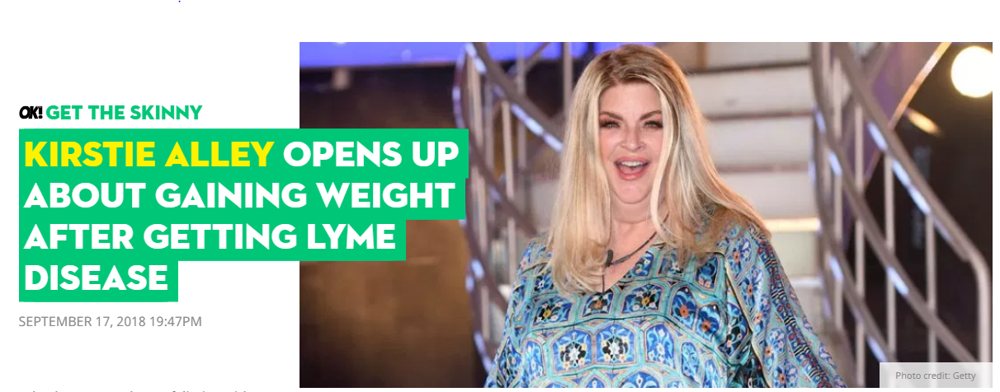 OK! GET THE SKINNY
KIRSTIE ALLEY OPENS UP
ABOUT GAINING WEIGHT
AFTER GETTING LYME
DISEASE
SEPTEMBER 17, 2018 19:47PM
Photo credit: Getty